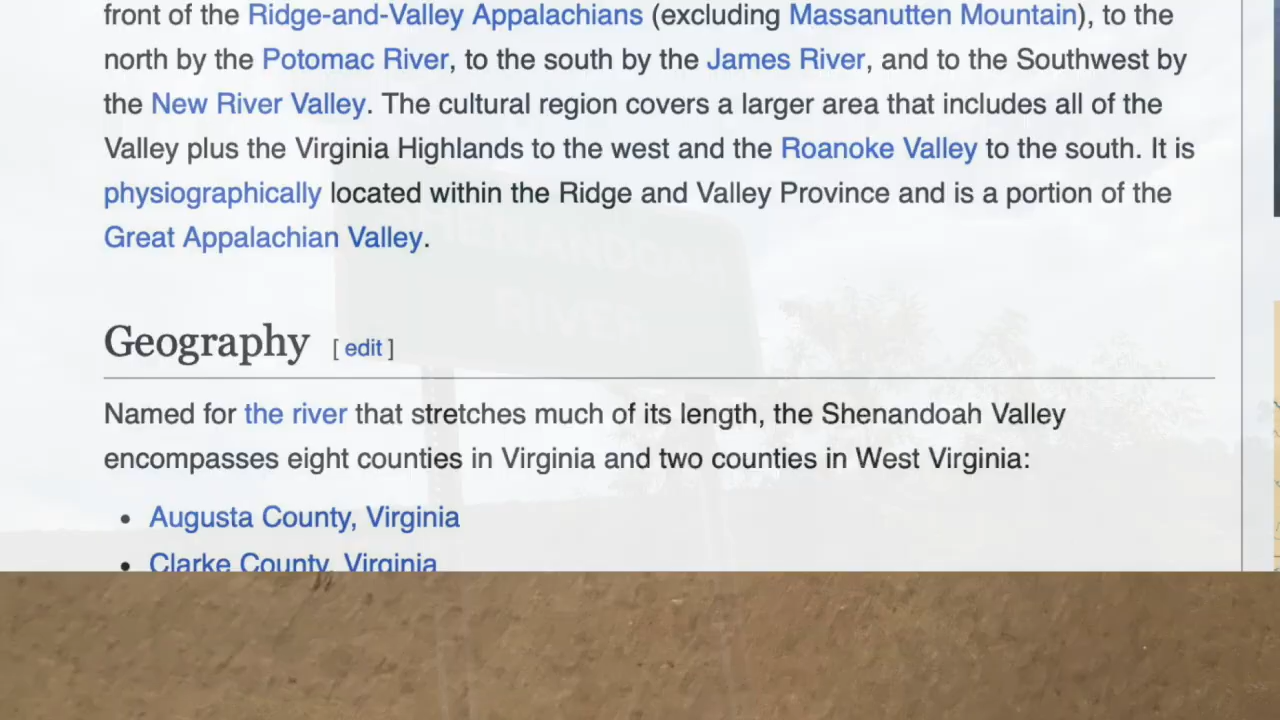 front of the Ridge-and-Valley Appalachians (excluding Massanutten Mountain), to the
north by the Potomac River, to the south by the James River, and to the Southwest by
the New River Valley. The cultural region covers a larger area that includes all of the
Valley plus the Virginia Highlands to the west and the Roanoke Valley to the south. It is
physiographically located within the Ridge and Valley Province and is a portion of the
Great Appalachian Valley.
SHENANDOAH
RIVER
Geography [ edit ]
Named for the river that stretches much of its length, the Shenandoah Valley
encompasses eight counties in Virginia and two counties in West Virginia:
• Augusta County, Virginia
• Clarke County, Virginia